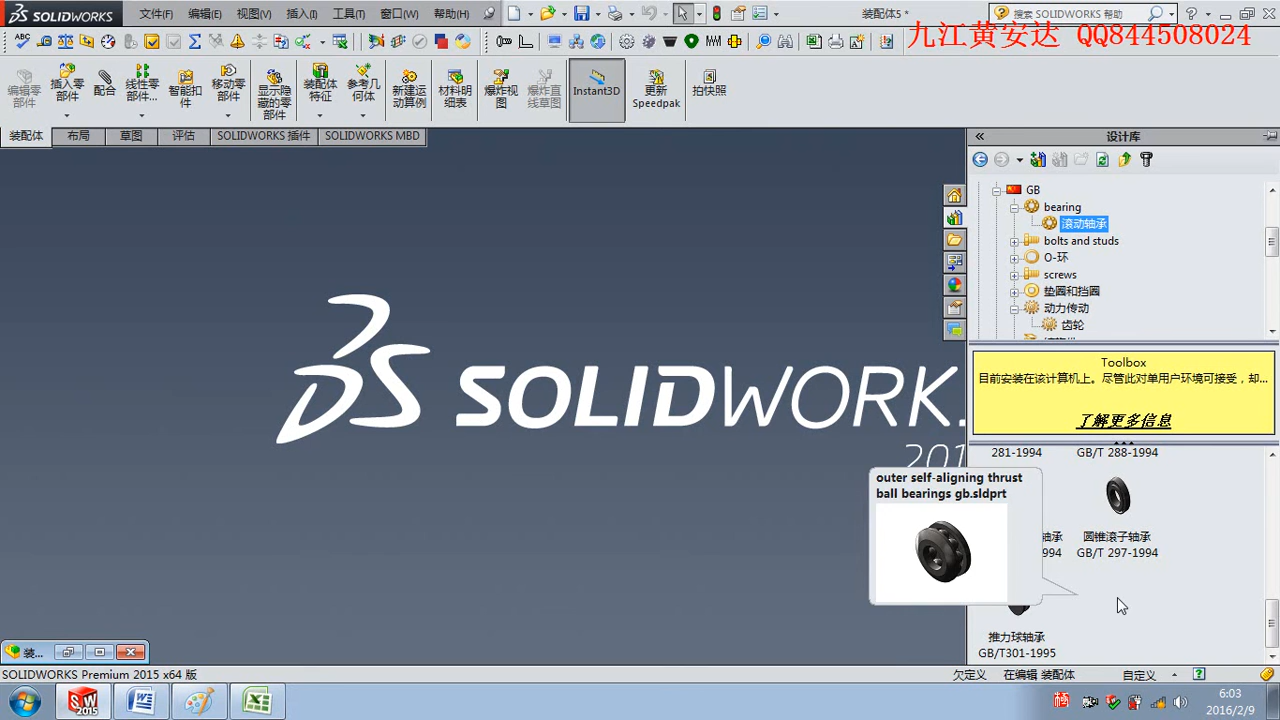 SOLIDWORKS
文件(F)
编辑(E)
视图(V)
插入(I)
工具(T)
窗口(W)
帮助(H)
装配体5 *
搜索 SOLIDWORKS 帮助
九江黄安达 QQ844508024
编辑零部件
插入零部件
配合
线性零部件...
智能扣件
移动零部件
显示隐藏的零部件
装配体特征
参考几何体
新建运动算例
材料明细表
爆炸视图
爆炸直线草图
Instant3D
更新 Speedpak
拍快照
装配体
布局
草图
评估
SOLIDWORKS 插件
SOLIDWORKS MBD
设计库
GB
bearing
滚动轴承
bolts and studs
O-环
screws
垫圈和挡圈
动力传动
齿轮
Toolbox
目前安装在该计算机上。尽管此对单用户环境可接受，却...
了解更多信息
SOLIDWORK.
201
281-1994
GB/T 288-1994
outer self-aligning thrust
ball bearings gb.sldprt
轴承
994
圆锥滚子轴承
GB/T 297-1994
推力球轴承
GB/T301-1995
装...
SOLIDWORKS Premium 2015 x64 版
欠定义
在编辑 装配体
自定义
6:03
2016/2/9